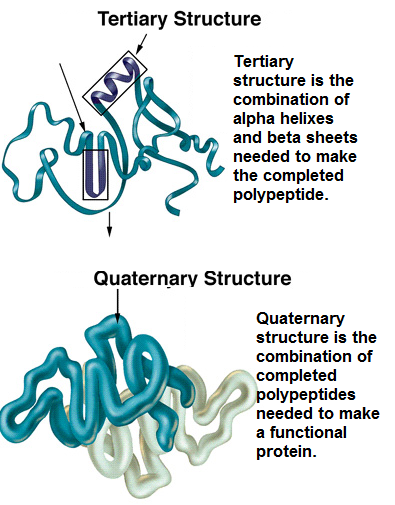 Tertiary Structure
Tertiary
structure is the
combination of
alpha helixes
and beta sheets
needed to make
the completed
polypeptide.
Quaternary Structure
Quaternary
structure is the
combination of
completed
polypeptides
needed to make
a functional
protein.